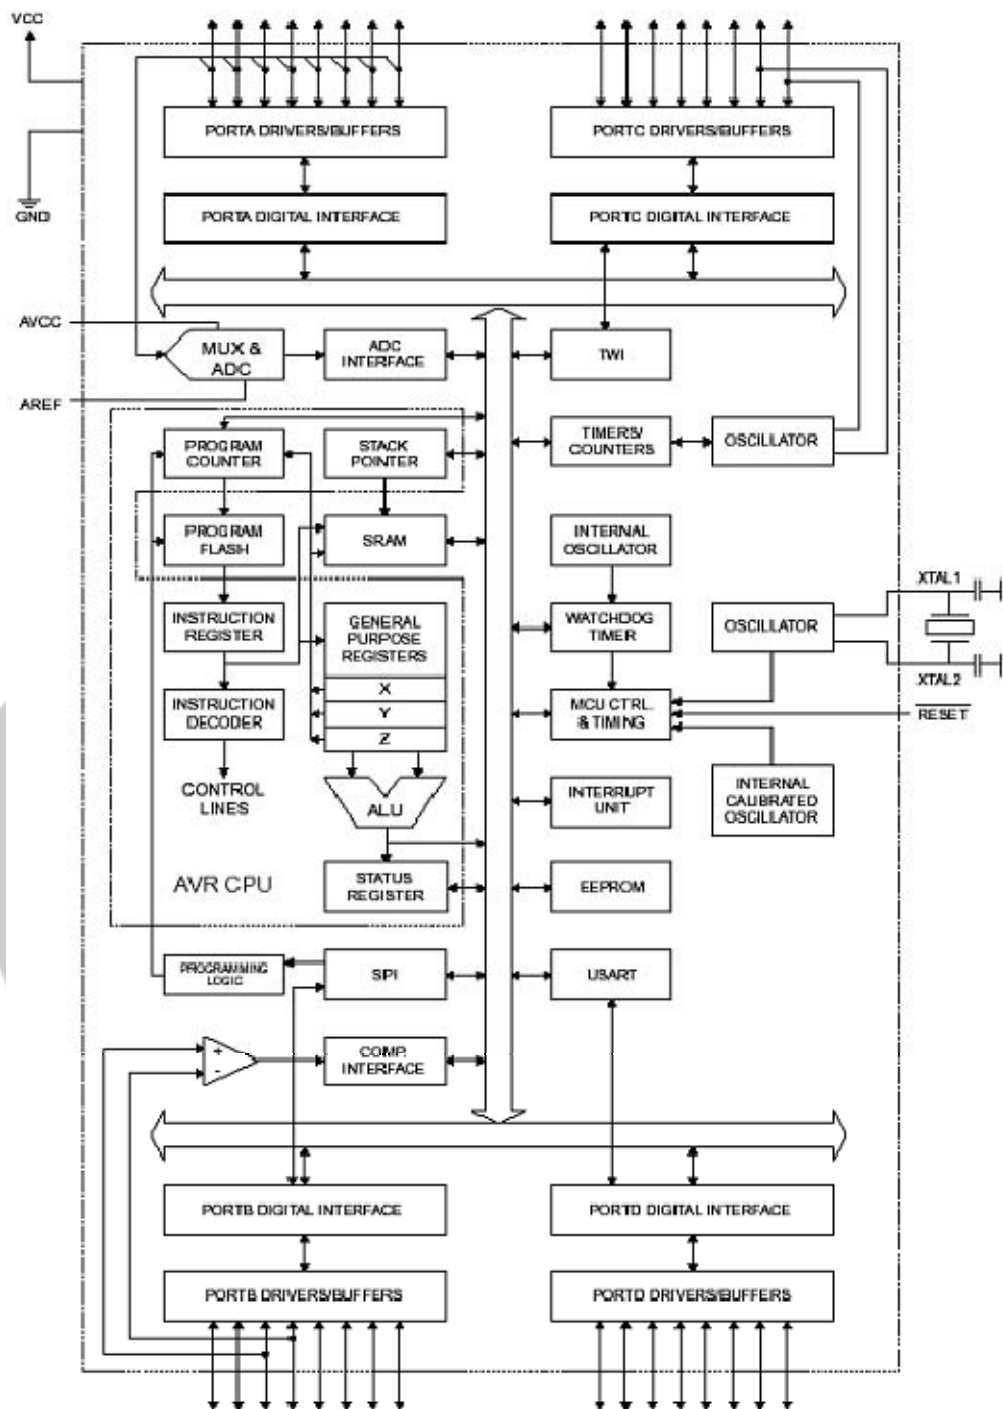 VCC
PORTA DRIVERS/BUFFERS
PORTC DRIVERS/BUFFERS
GND
PORTA DIGITAL INTERFACE
PORTC DIGITAL INTERFACE
AVCC
MUX &
ADC
ADC
INTERFACE
TWI
AREF
PROGRAM
COUNTER
STACK
POINTER
TIMERS/
COUNTERS
OSCILLATOR
PROGRAM
FLASH
SRAM
INTERNAL
OSCILLATOR
XTAL1
INSTRUCTION
REGISTER
GENERAL
PURPOSE
REGISTERS
WATCHDOG
TIMER
OSCILLATOR
XTAL2
X
INSTRUCTION
DECODER
Y
MCU CTRL.
& TIMING
RESET
Z
CONTROL
LINES
ALU
INTERRUPT
UNIT
INTERNAL
CALIBRATED
OSCILLATOR
AVR CPU
STATUS
REGISTER
EEPROM
PROGRAMMING
LOGIC
SPI
USART
+
-
COMP.
INTERFACE
PORTB DIGITAL INTERFACE
PORTD DIGITAL INTERFACE
PORTB DRIVERS/BUFFERS
PORTD DRIVERS/BUFFERS